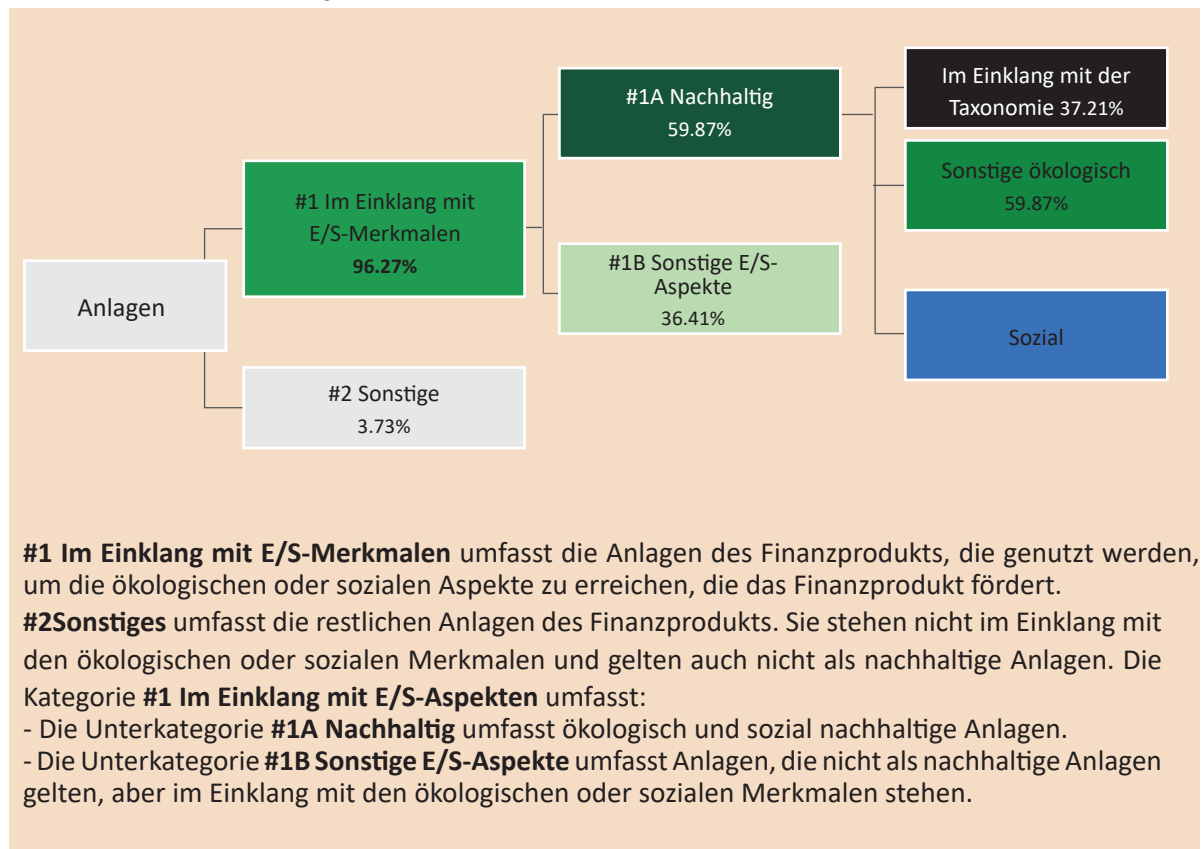 Anlagen
#1 Im Einklang mit
E/S-Merkmalen
96.27%
#2 Sonstige
3.73%
#1A Nachhaltig
59.87%
#1B Sonstige E/S-
Aspekte
36.41%
Im Einklang mit der
Taxonomie 37.21%
Sonstige ökologisch
59.87%
Sozial
#1 Im Einklang mit E/S-Merkmalen umfasst die Anlagen des Finanzprodukts, die genutzt werden,
um die ökologischen oder sozialen Aspekte zu erreichen, die das Finanzprodukt fördert.
#2Sonstiges umfasst die restlichen Anlagen des Finanzprodukts. Sie stehen nicht im Einklang mit
den ökologischen oder sozialen Merkmalen und gelten auch nicht als nachhaltige Anlagen. Die
Kategorie #1 Im Einklang mit E/S-Aspekten umfasst:
- Die Unterkategorie #1A Nachhaltig umfasst ökologisch und sozial nachhaltige Anlagen.
- Die Unterkategorie #1B Sonstige E/S-Aspekte umfasst Anlagen, die nicht als nachhaltige Anlagen
gelten, aber im Einklang mit den ökologischen oder sozialen Merkmalen stehen.